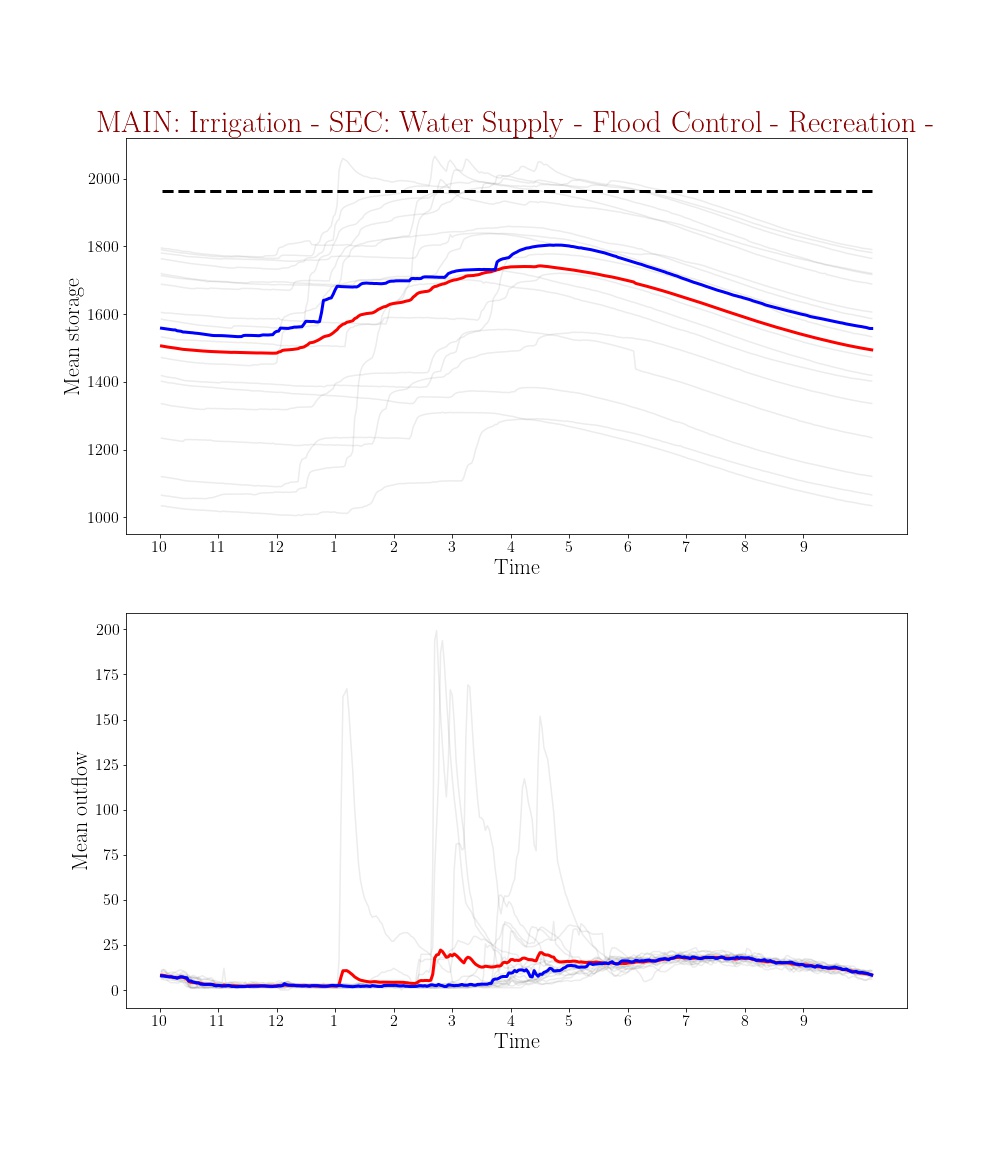 MAIN: Irrigation - SEC: Water Supply - Flood Control - Recreation -
2000
1800
1600
1400
1200
1000
Mean storage
10 11 12 1 2 3 4 5 6 7 8 9
Time
200
175
150
125
100
75
50
25
0
Mean outflow
10 11 12 1 2 3 4 5 6 7 8 9
Time